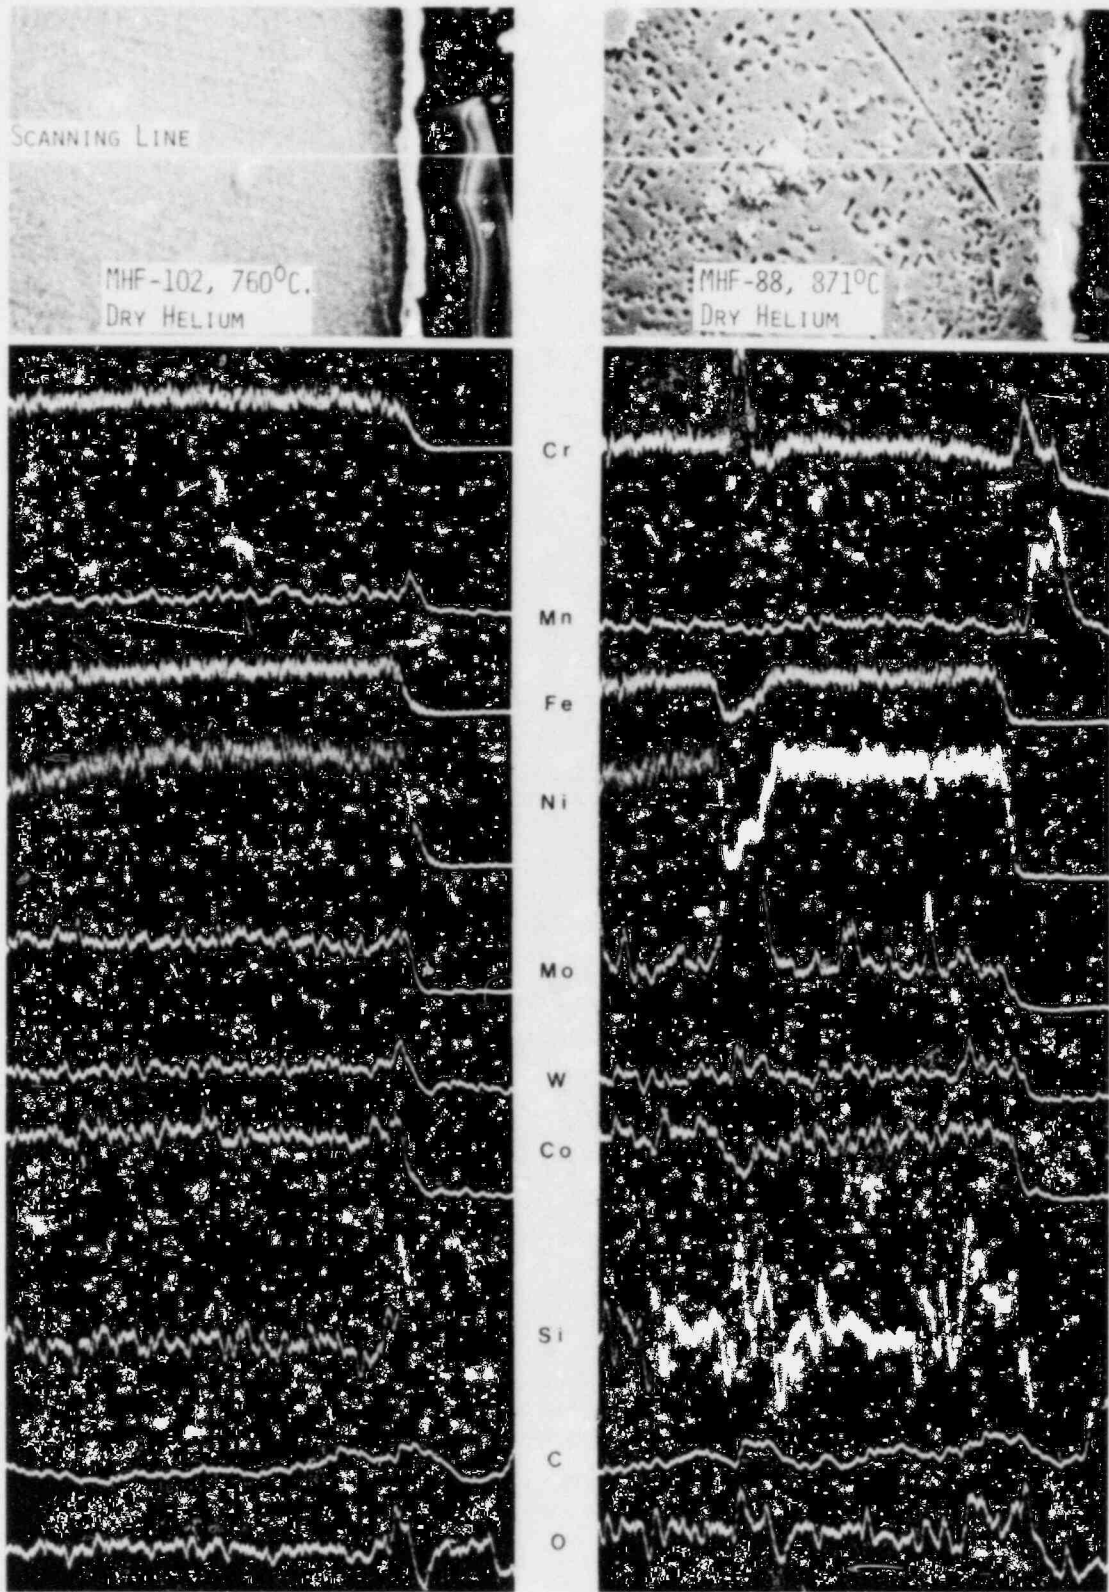 SCANNING LINE
MHF-102, 760°C.
DRY HELIUM
MHF-88, 871°C
DRY HELIUM
Cr
Mn
Fe
Ni
Mo
W
Co
Si
C
O